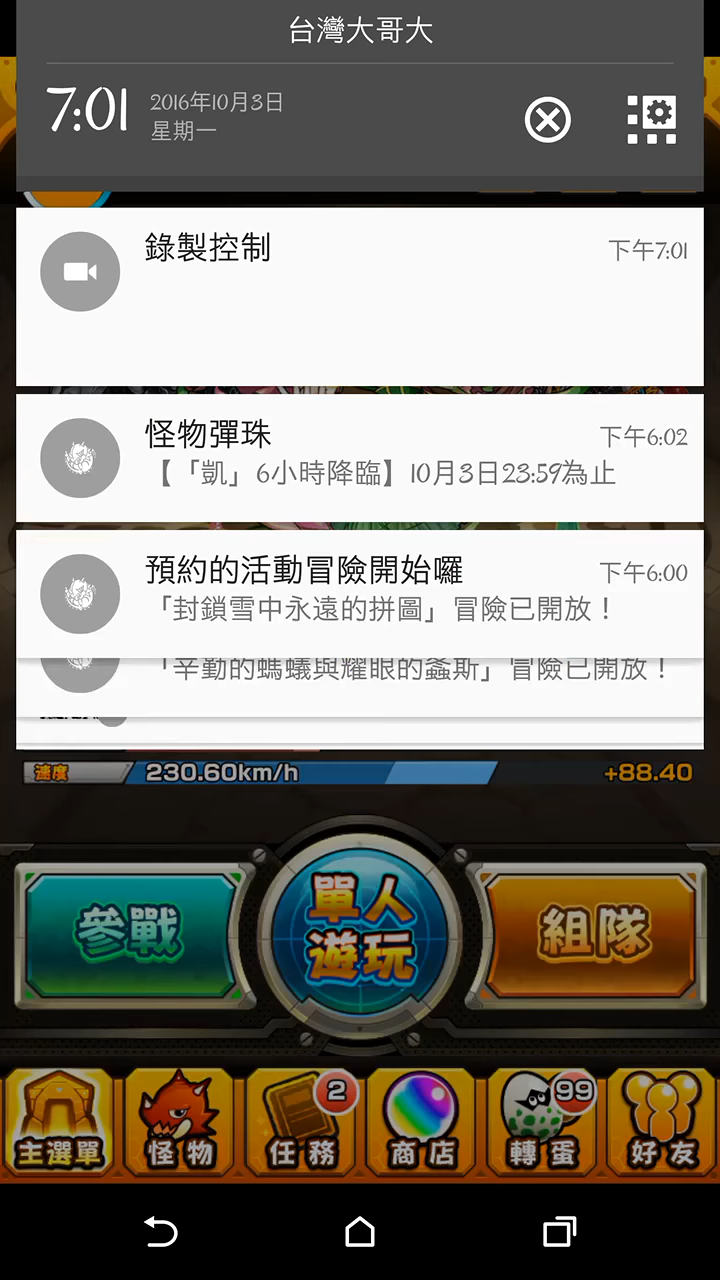 台灣大哥大
7:01
2016年10月3日
星期一
錄製控制
下午7:01
怪物彈珠
下午6:02
【「凱」6小時降臨】10月3日23:59為止
預約的活動冒險開始囉
下午6:00
「封鎖雪中永遠的拼圖」冒險已開放！
「辛勤的螞蟻與耀眼的螽斯」冒險已開放！
速度
230.60km/h
+88.40
參戰
單人
遊玩
組隊
2
99
主選單
怪物
任務
商店
轉蛋
好友